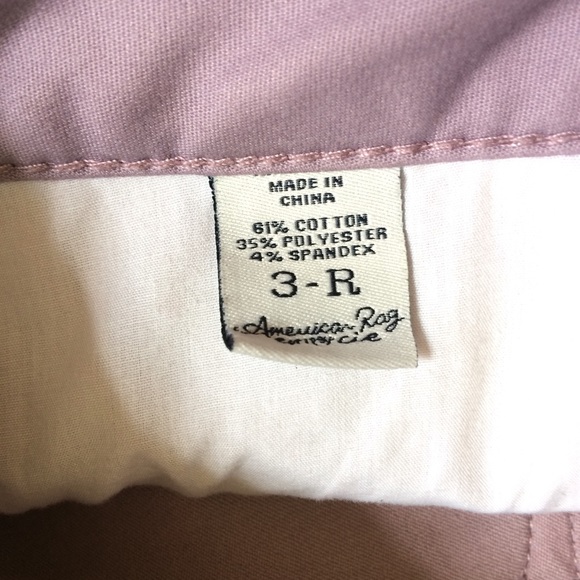 MADE IN
CHINA
61% COTTON
35% POLYESTER
4% SPANDEX
3-R
American Rag
cie